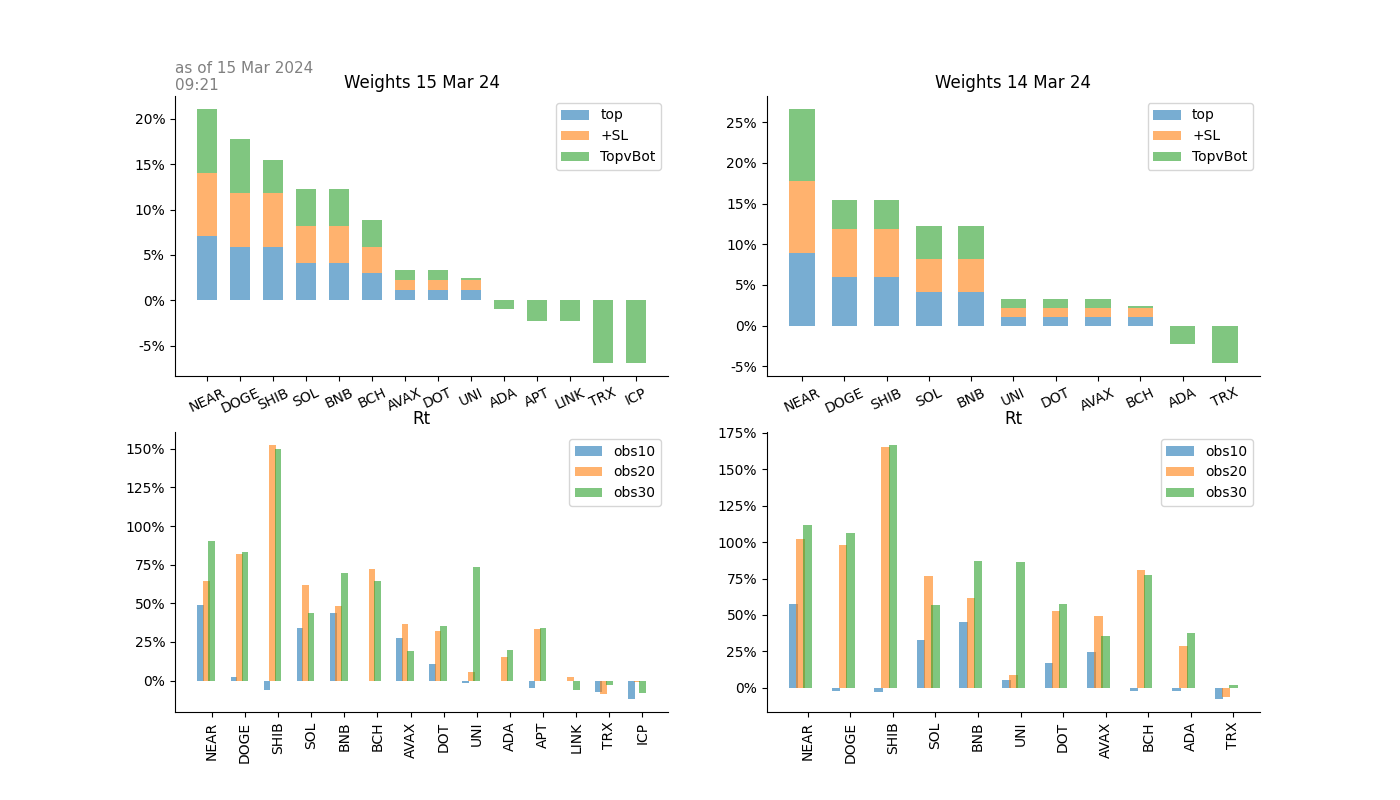 as of 15 Mar 2024
09:21
Weights 15 Mar 24
20%
15%
10%
5%
0%
-5%
top
+SL
TopvBot
NEAR DOGE SHIB SOL BNB BCH AVAX DOT UNI ADA APT LINK TRX ICP
Weights 14 Mar 24
25%
20%
15%
10%
5%
0%
-5%
top
+SL
TopvBot
NEAR DOGE SHIB SOL BNB UNI DOT AVAX BCH ADA TRX
Rt
150%
125%
100%
75%
50%
25%
0%
obs10
obs20
obs30
NEAR DOGE SHIB SOL BNB BCH AVAX DOT UNI ADA APT LINK TRX ICP
Rt
175%
150%
125%
100%
75%
50%
25%
0%
obs10
obs20
obs30
NEAR DOGE SHIB SOL BNB UNI DOT AVAX BCH ADA TRX